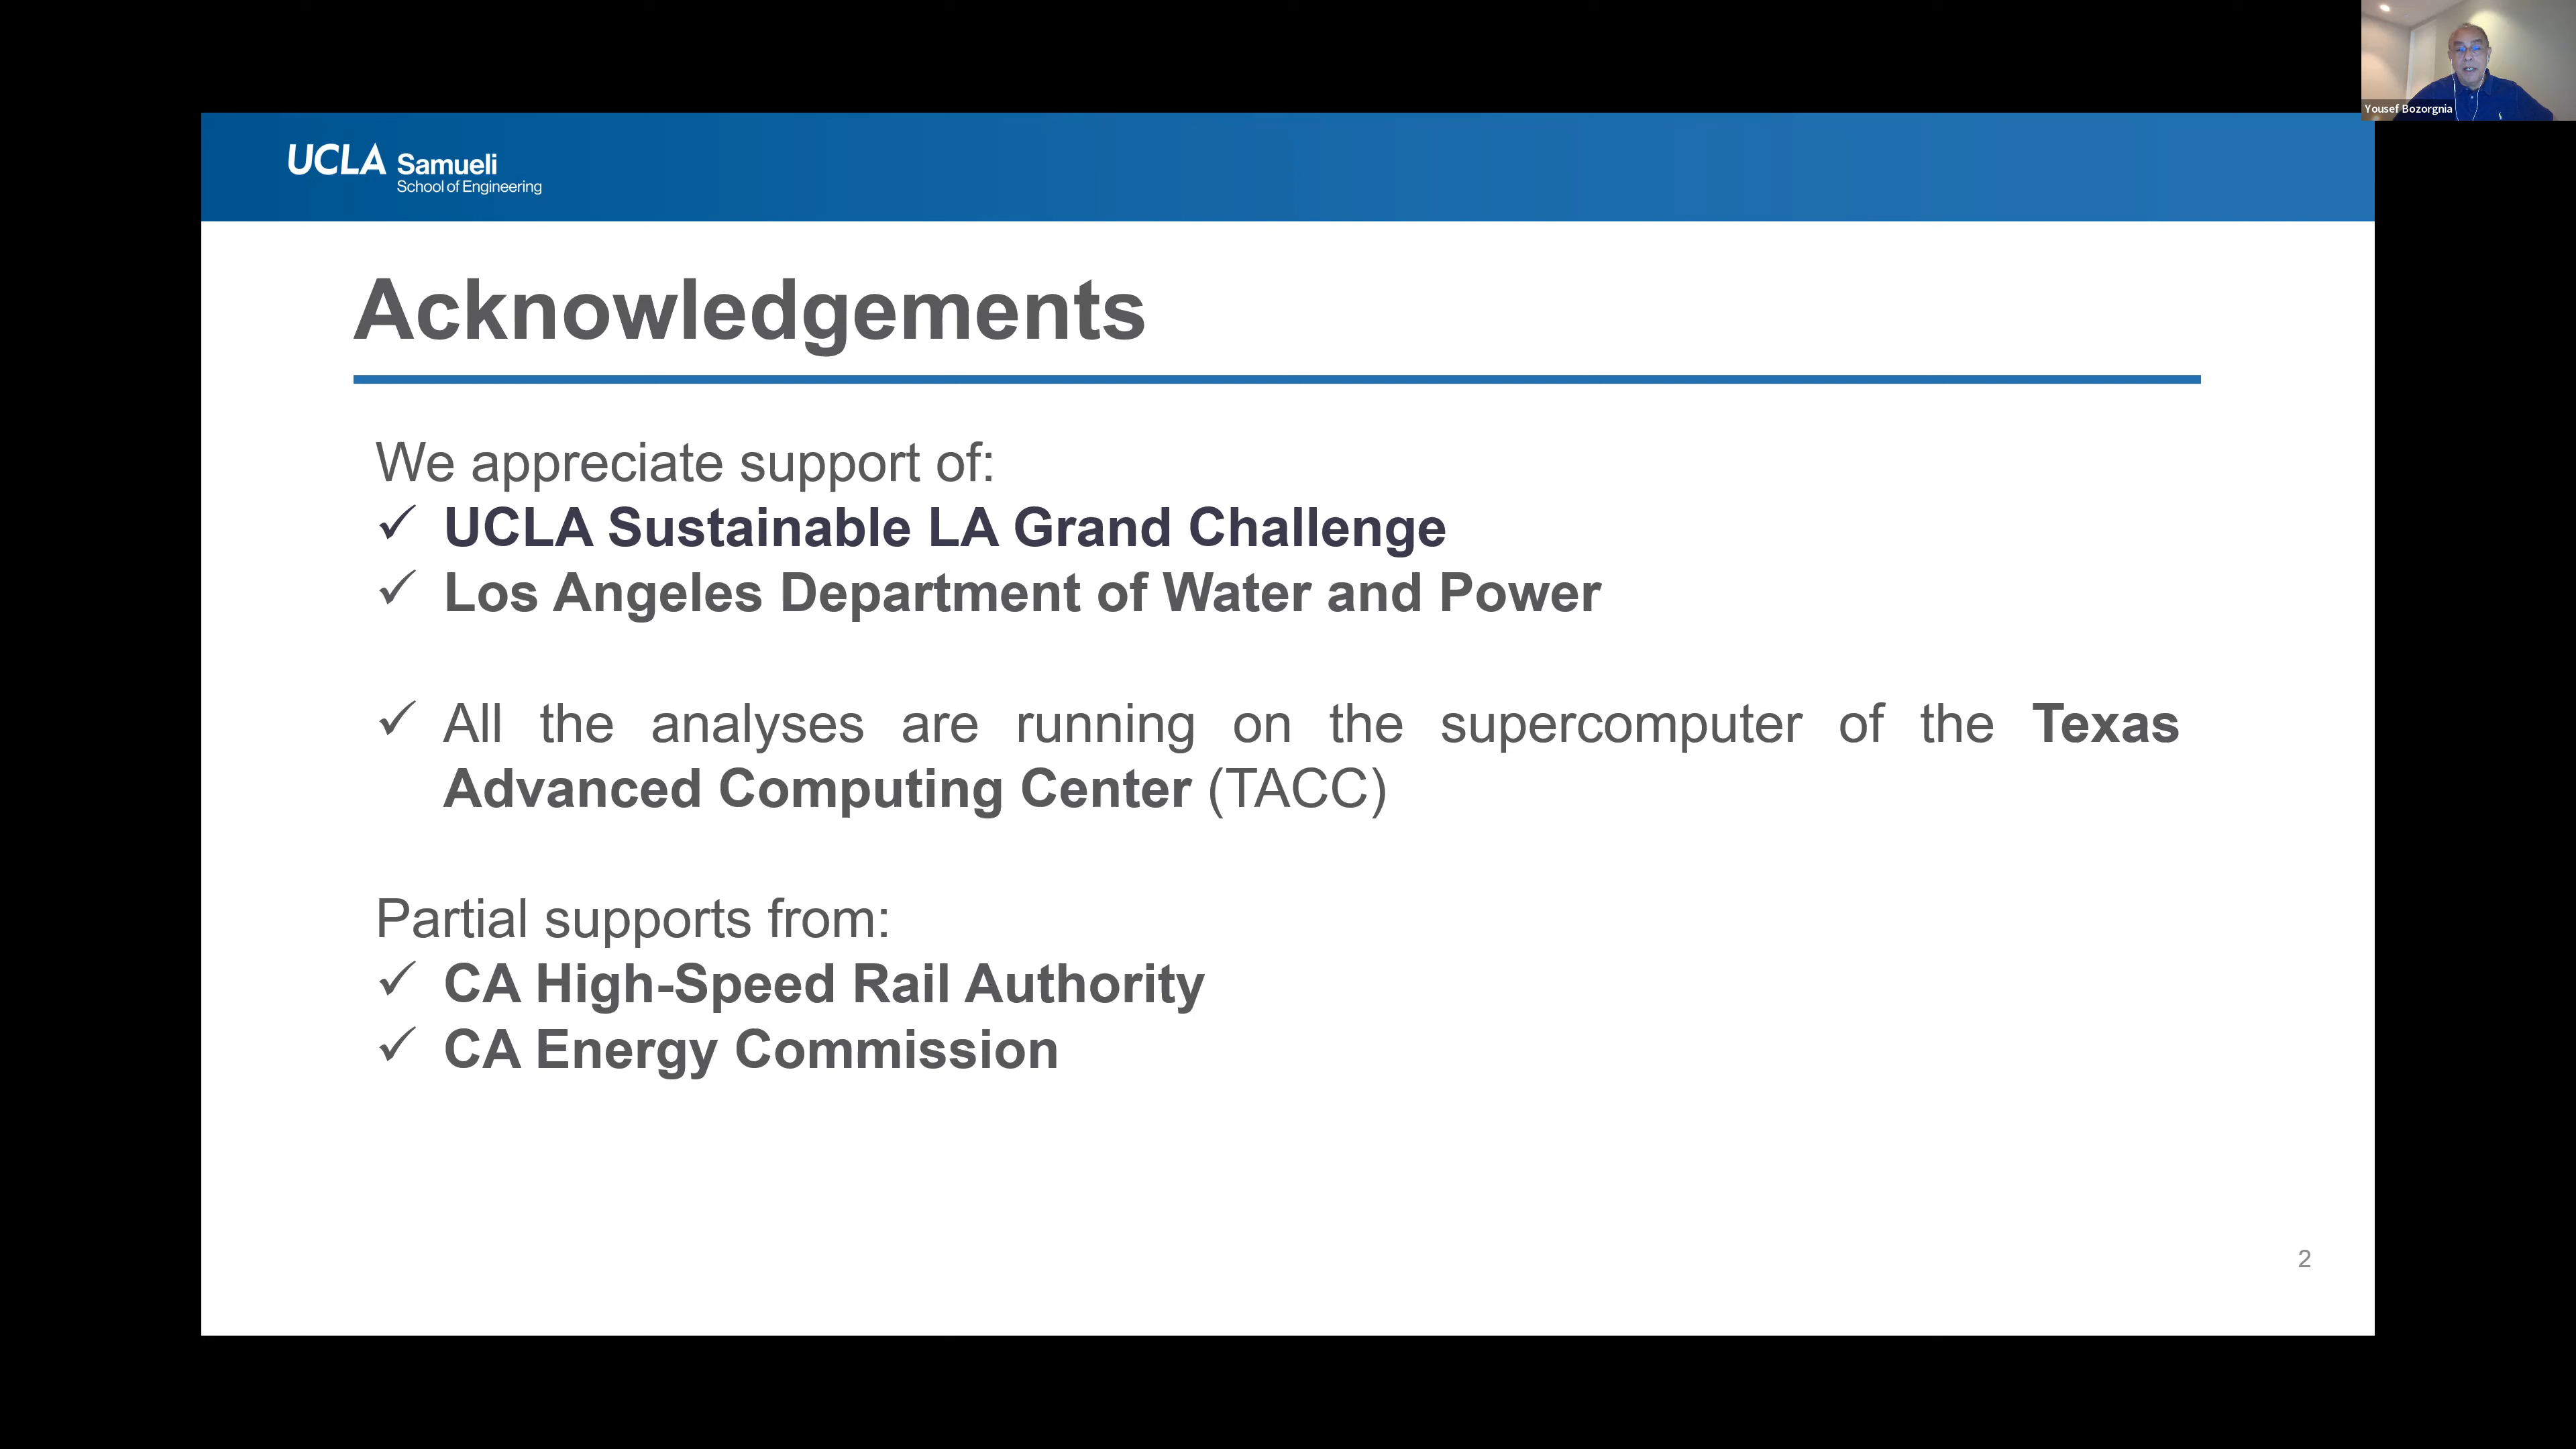 Yousef Bozorgnia
UCLA Samueli
School of Engineering
Acknowledgements
We appreciate support of:
✓ UCLA Sustainable LA Grand Challenge
✓ Los Angeles Department of Water and Power
✓ All the analyses are running on the supercomputer of the Texas
Advanced Computing Center (TACC)
Partial supports from:
✓ CA High-Speed Rail Authority
✓ CA Energy Commission
2